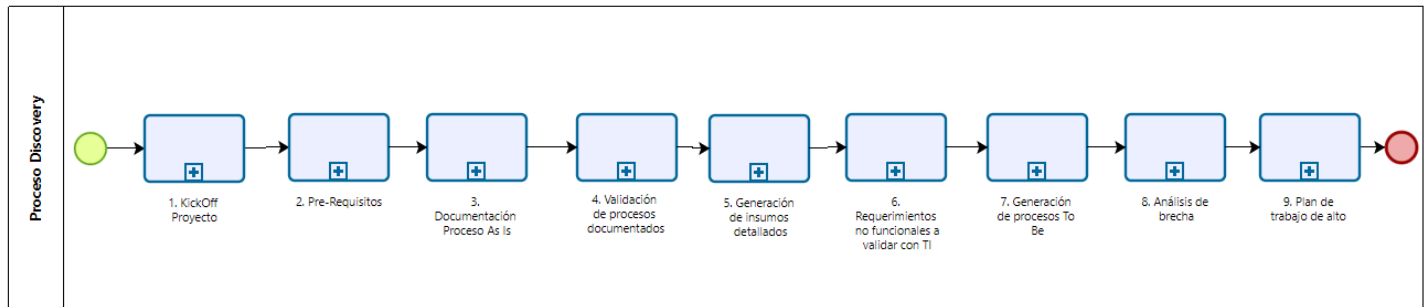 Proceso Discovery
1. KickOff
Proyecto
2. Pre-Requisitos
3.
Documentación
Proceso As Is
4. Validación
de procesos
documentados
5. Generación
de insumos
detallados
6.
Requerimientos
no funcionales a
validar con TI
7. Generación
de procesos To
Be
8. Análisis de
brecha
9. Plan de
trabajo de alto